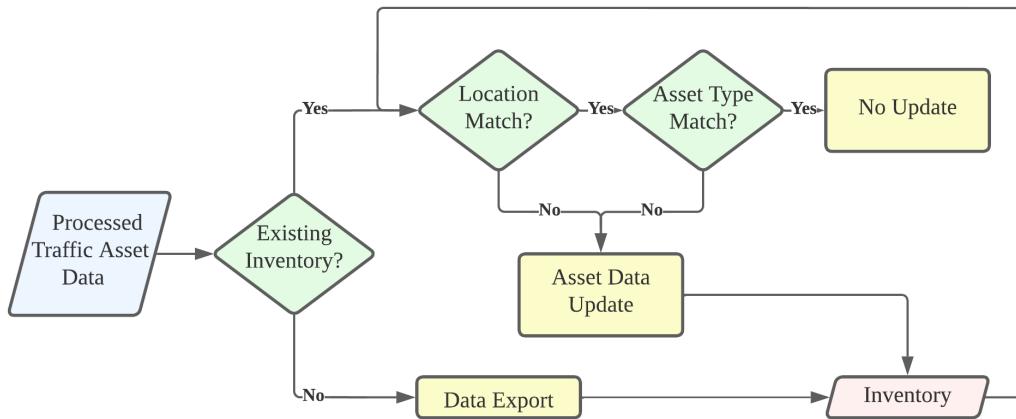 Processed
Traffic Asset
Data
Existing
Inventory?
Yes
Location
Match?
Yes
Asset Type
Match?
Yes
No Update
No
No
Asset Data
Update
No
Data Export
Inventory